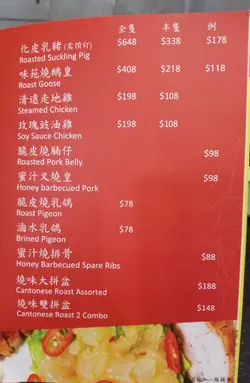 全隻 半隻 例
化皮乳豬 (需預訂) $648 $338 $178
Roasted Suckling Pig
味苑燒鵝皇 $408 $218 $118
Roast Goose
清遠走地雞 $198 $108
Steamed Chicken
玫瑰豉油雞 $198 $108
Soy Sauce Chicken
脆皮燒腩仔 $98
Roasted Pork Belly
蜜汁叉燒皇 $98
Honey barbecued Pork
脆皮燒乳鴿 $78
Roast Pigeon
滷水乳鴿 $78
Brined Pigeon
蜜汁燒排骨 $88
Honey Barbecued Spare Ribs
燒味大拼盆 $188
Cantonese Roast Assorted
燒味雙拼盆 $148
Cantonese Roast 2 Combo